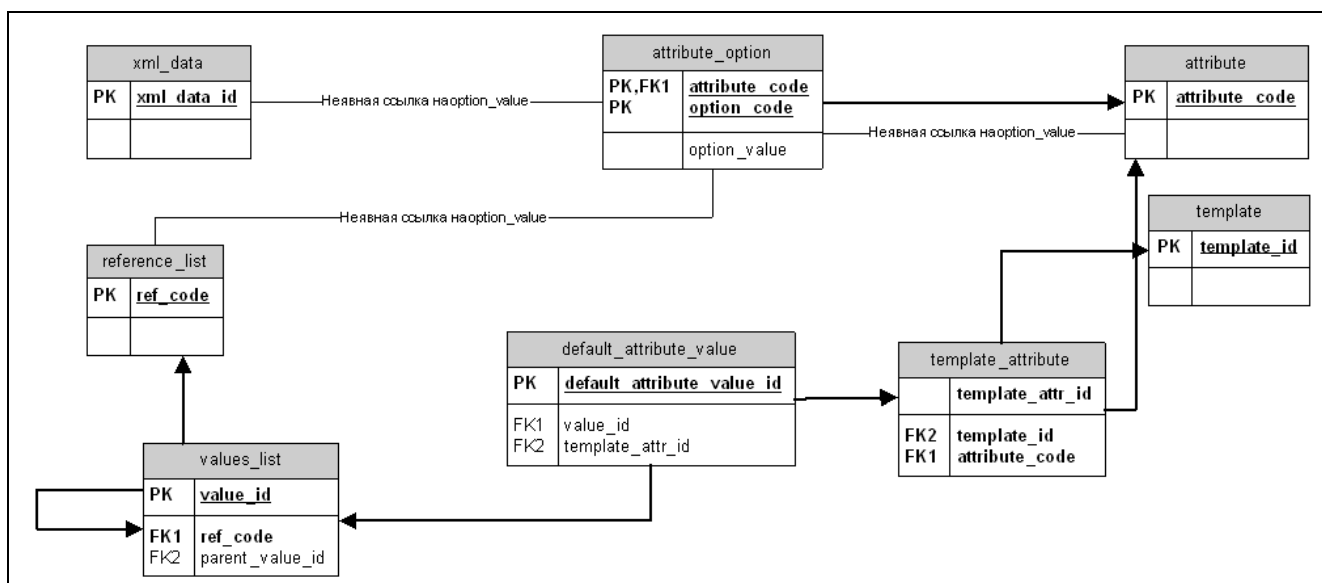 xml_data
PK xml_data_id
attribute_option
PK,FK1 attribute_code
PK option_code
option_value
attribute
PK attribute_code
Неявная ссылка наoption_value
Неявная ссылка наoption_value
Неявная ссылка наoption_value
template
PK template_id
reference_list
PK ref_code
default_attribute_value
PK default_attribute_value_id
FK1 value_id
FK2 template_attr_id
template_attribute
template_attr_id
FK2 template_id
FK1 attribute_code
values_list
PK value_id
FK1 ref_code
FK2 parent_value_id